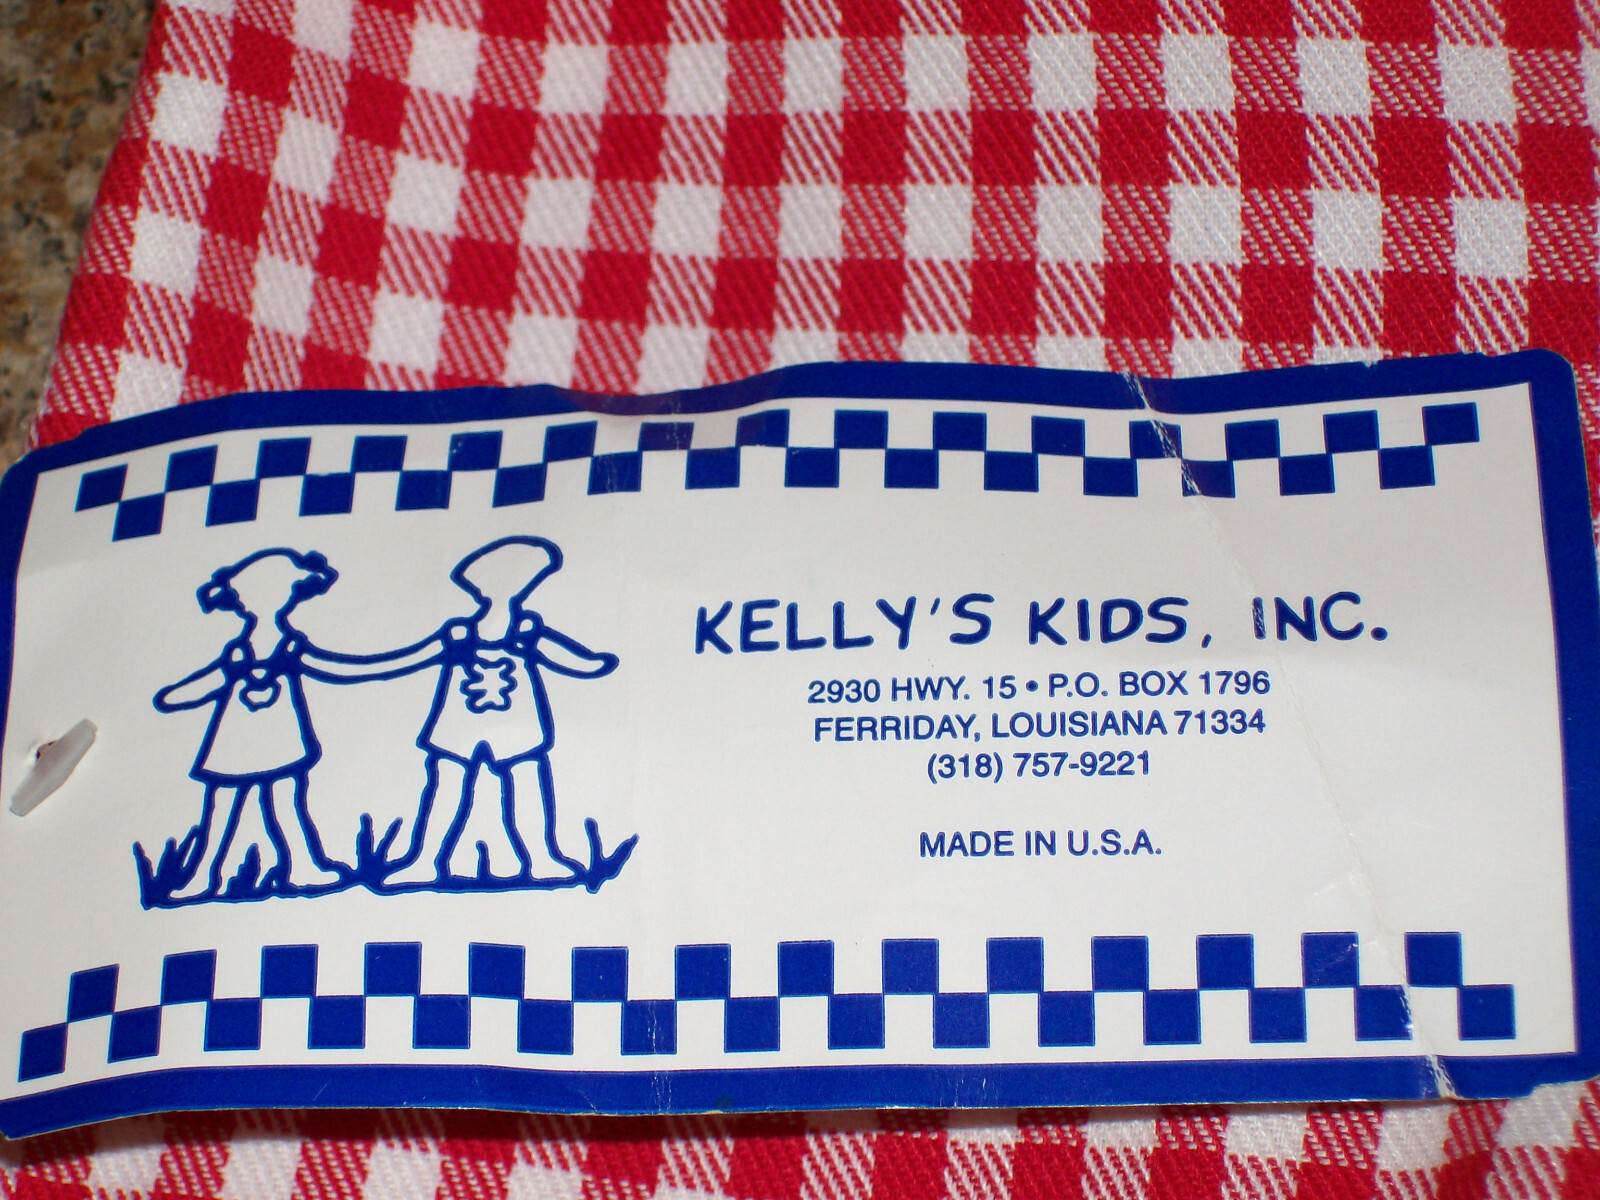 KELLY'S KIDS, INC.
2930 HWY. 15 • P.O. BOX 1796
FERRIDAY, LOUISIANA 71334
(318) 757-9221
MADE IN U.S.A.